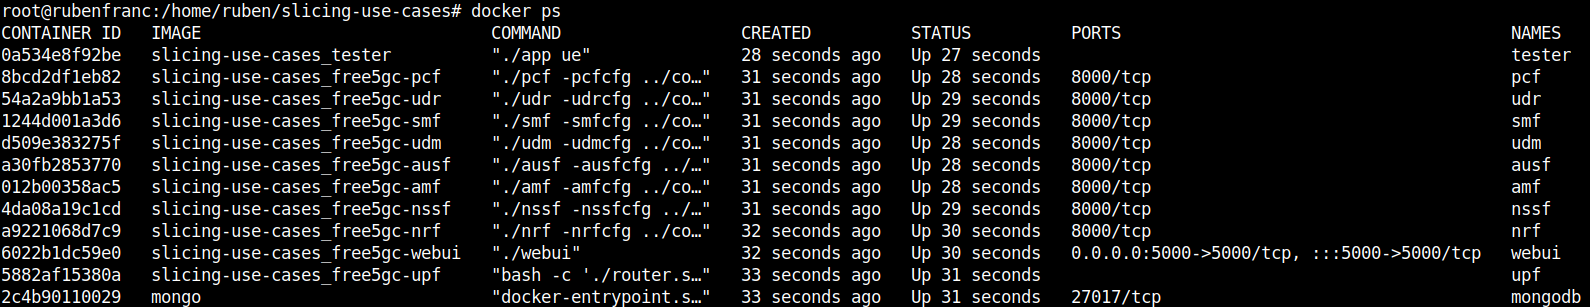 root@rubenfranc:/home/ruben/slicing-use-cases# docker ps
CONTAINER ID   IMAGE                             COMMAND                  CREATED          STATUS          PORTS                                       NAMES
0a534e8f92be   slicing-use-cases_tester          "./app ue"               28 seconds ago   Up 27 seconds                                               tester
8bcd2df1eb82   slicing-use-cases_free5gc-pcf     "./pcf -pcfcfg ../co…"   31 seconds ago   Up 28 seconds   8000/tcp                                    pcf
54a2a9bb1a53   slicing-use-cases_free5gc-udr     "./udr -udrcfg ../co…"   31 seconds ago   Up 29 seconds   8000/tcp                                    udr
1244d001a3d6   slicing-use-cases_free5gc-smf     "./smf -smfcfg ../co…"   31 seconds ago   Up 29 seconds   8000/tcp                                    smf
d509e383275f   slicing-use-cases_free5gc-udm     "./udm -udmcfg ../co…"   31 seconds ago   Up 28 seconds   8000/tcp                                    udm
a30fb2853770   slicing-use-cases_free5gc-ausf    "./ausf -ausfcfg ../…"   31 seconds ago   Up 28 seconds   8000/tcp                                    ausf
012b00358ac5   slicing-use-cases_free5gc-amf     "./amf -amfcfg ../co…"   31 seconds ago   Up 28 seconds   8000/tcp                                    amf
4da08a19c1cd   slicing-use-cases_free5gc-nssf    "./nssf -nssfcfg ../…"   31 seconds ago   Up 29 seconds   8000/tcp                                    nssf
a9221068d7c9   slicing-use-cases_free5gc-nrf     "./nrf -nrfcfg ../co…"   32 seconds ago   Up 30 seconds   8000/tcp                                    nrf
6022b1dc59e0   slicing-use-cases_free5gc-webui   "./webui"                32 seconds ago   Up 30 seconds   0.0.0.0:5000->5000/tcp, :::5000->5000/tcp   webui
5882af15380a   slicing-use-cases_free5gc-upf     "bash -c './router.s…"   33 seconds ago   Up 31 seconds                                               upf
2c4b90110029   mongo                             "docker-entrypoint.s…"   33 seconds ago   Up 31 seconds   27017/tcp                                   mongodb